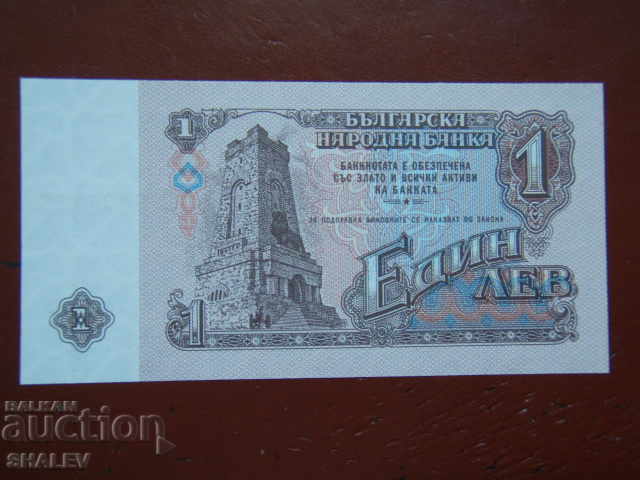 1
БЪЛГАРСКА
НАРОДНА БАНКА
1
БАНКНОТАТА Е ОБЕЗПЕЧЕНА
СЪС ЗЛАТО И ВСИЧКИ АКТИВИ
НА БАНКАТА
ЗА ПОДПРАВКА ВИНОВНИТЕ СЕ НАКАЗВАТ ПО ЗАКОНА
ЕДИН
ЛЕВ
1
BALKAN
auction
SHALEV